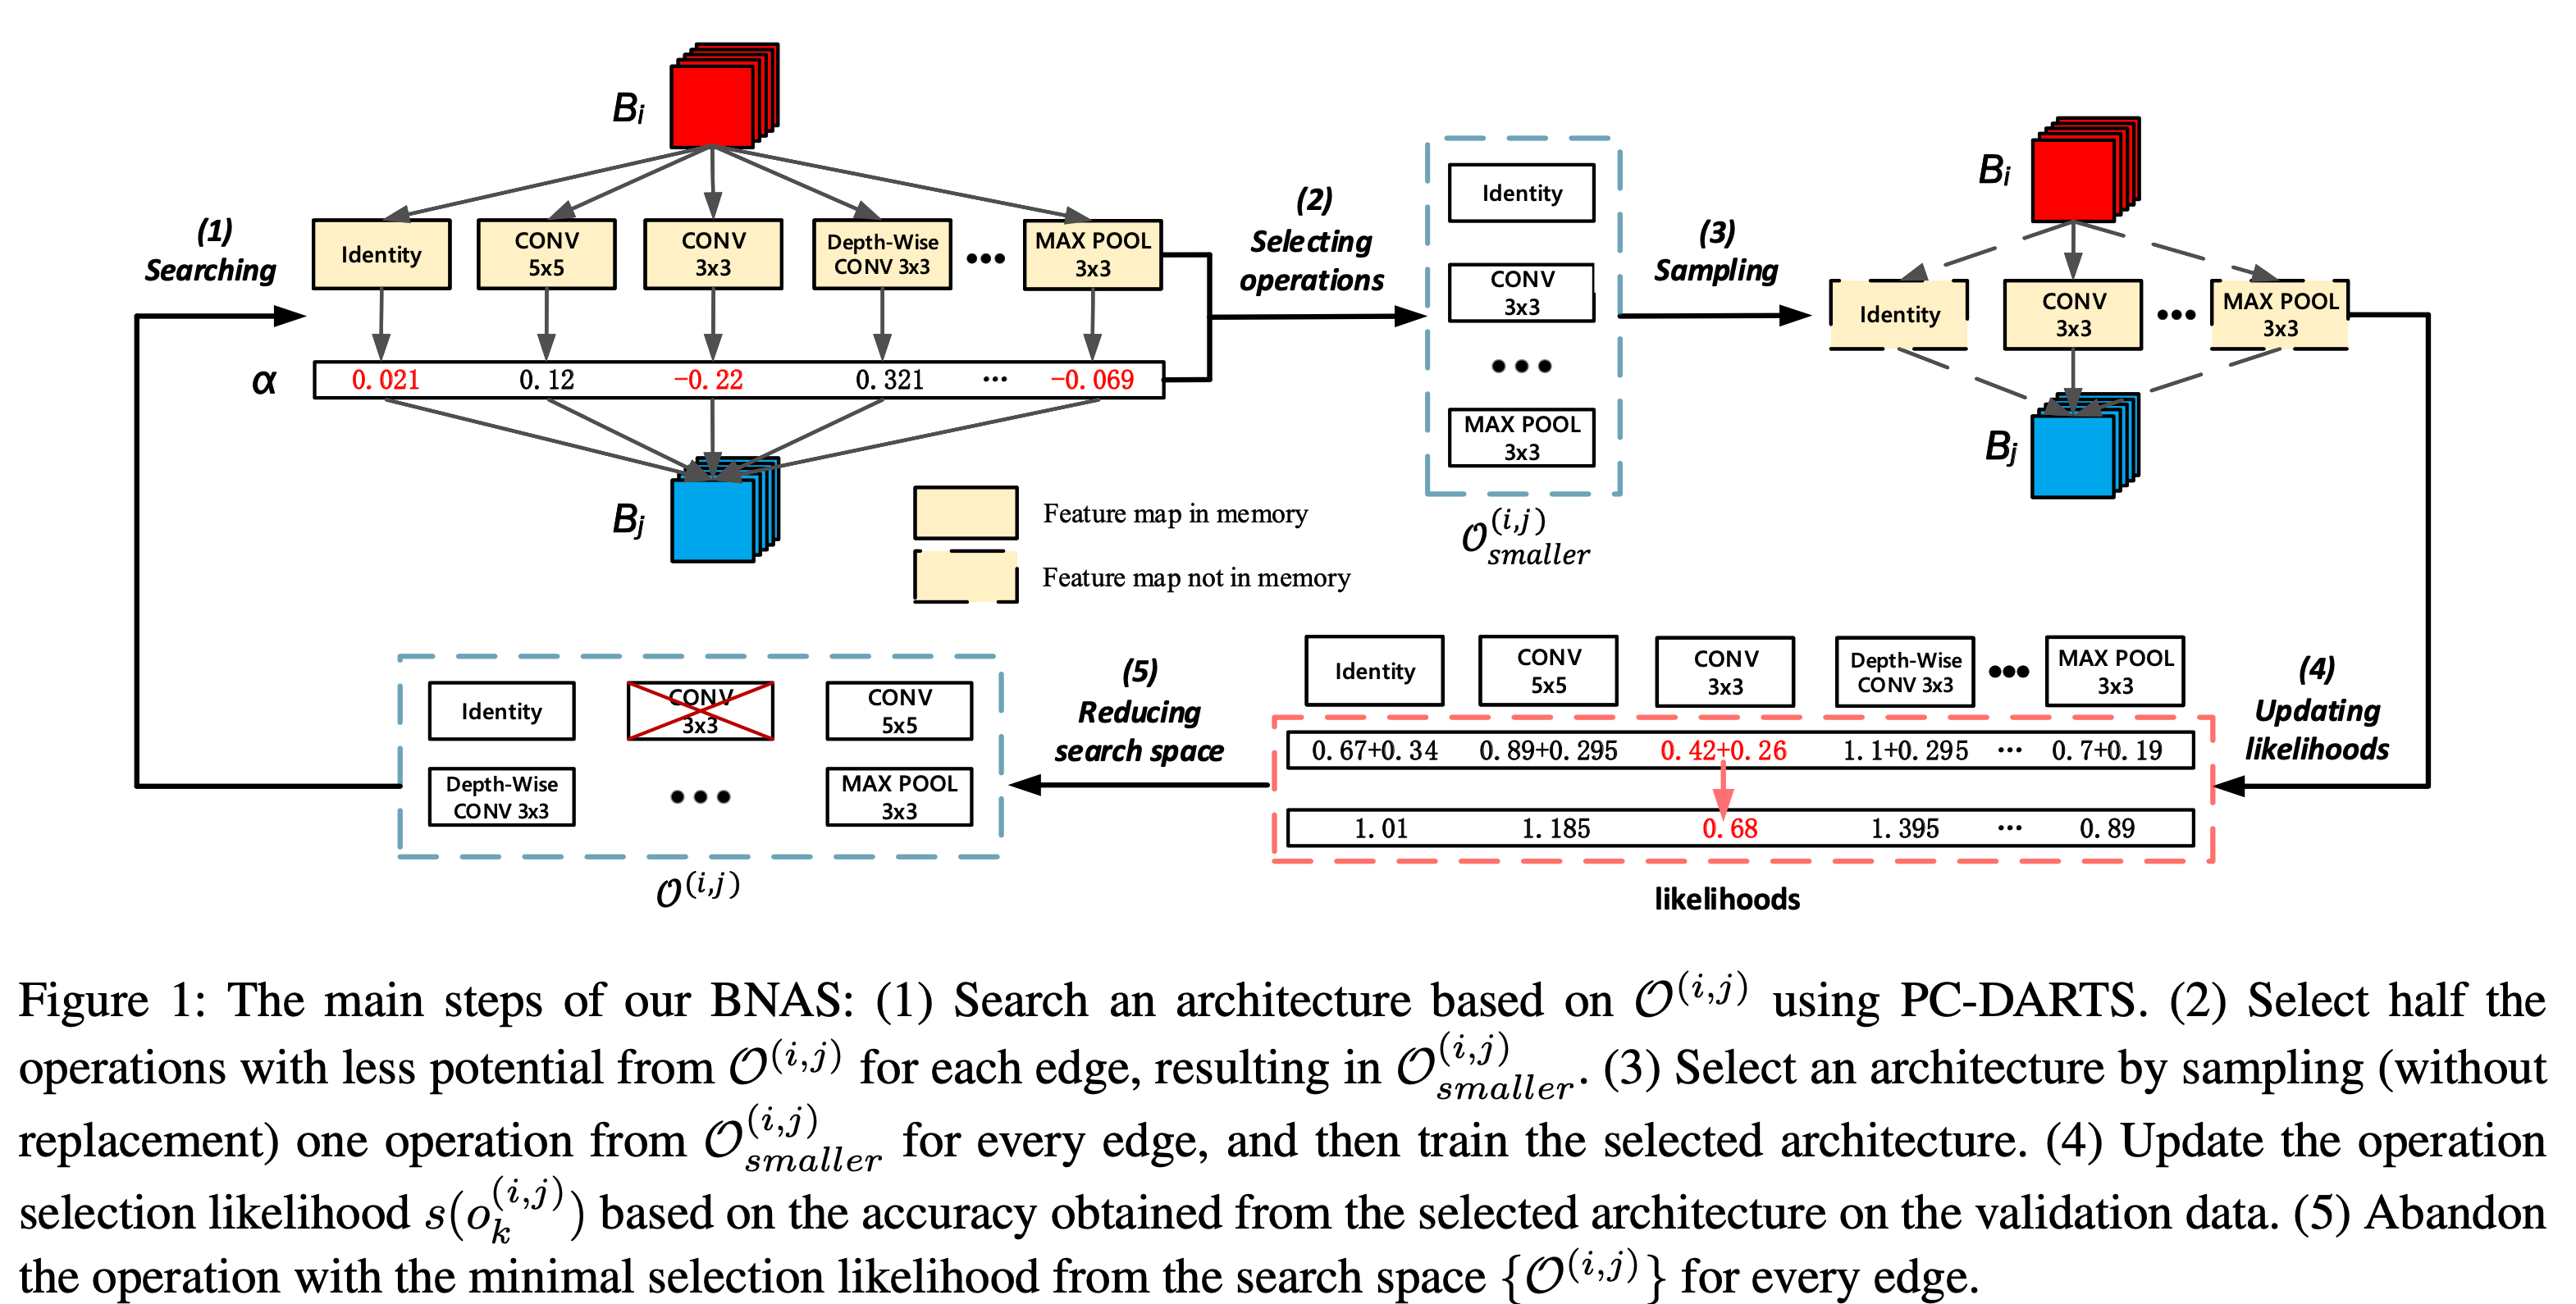 B_i
(1)
Searching
Identity
CONV
5x5
CONV
3x3
Depth-Wise
CONV 3x3
•••
MAX POOL
3x3
α
0.021 0.12 −0.22 0.321 ··· −0.069
B_j
Feature map in memory
Feature map not in memory
(2)
Selecting
operations
Identity
CONV
3x3
•••
MAX POOL
3x3
𝒪_{smaller}^{(i,j)}
(3)
Sampling
B_i
Identity
CONV
3x3
•••
MAX POOL
3x3
B_j
(4)
Updating
likelihoods
Identity
CONV
5x5
CONV
3x3
Depth-Wise
CONV 3x3
•••
MAX POOL
3x3
0.67+0.34 0.89+0.295 0.42+0.26 1.1+0.295 ··· 0.7+0.19
1.01 1.185 0.68 1.395 ··· 0.89
likelihoods
(5)
Reducing
search space
Identity
CONV
3x3
CONV
5x5
Depth-Wise
CONV 3x3
•••
MAX POOL
3x3
𝒪^{(i,j)}
Figure 1: The main steps of our BNAS: (1) Search an architecture based on 𝒪^{(i,j)} using PC-DARTS. (2) Select half the
operations with less potential from 𝒪^{(i,j)} for each edge, resulting in 𝒪_{smaller}^{(i,j)}. (3) Select an architecture by sampling (without
replacement) one operation from 𝒪_{smaller}^{(i,j)} for every edge, and then train the selected architecture. (4) Update the operation
selection likelihood s(o_k^{(i,j)}) based on the accuracy obtained from the selected architecture on the validation data. (5) Abandon
the operation with the minimal selection likelihood from the search space {𝒪^{(i,j)}} for every edge.